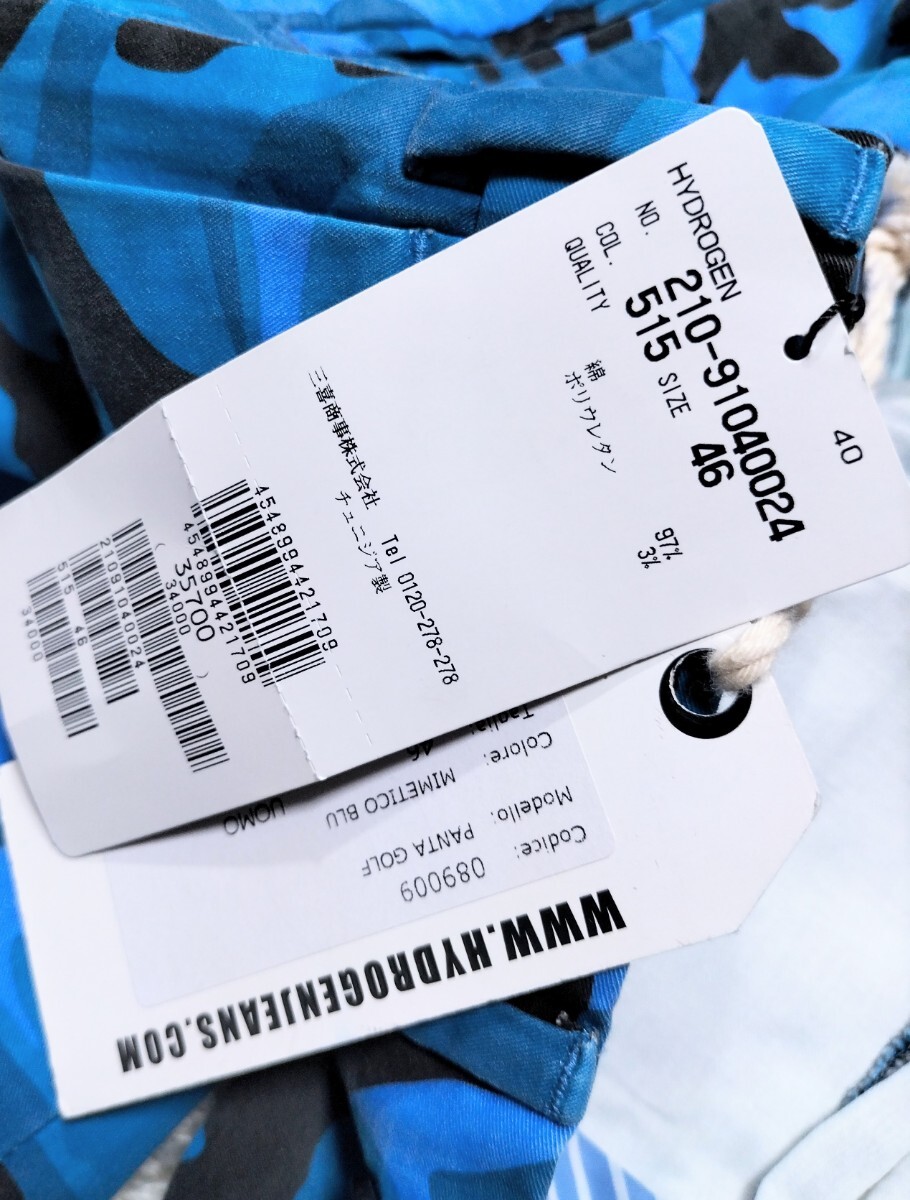 40
HYDROGEN
NO. 210-91040024
COL. 515 SIZE 46
QUALITY
綿 97%
ポリウレタン 3%
三喜商事株式会社 Tel 0120-278-278
チュニジア製
4548994421709
4548994421709
( 35700 )
34000
21091040024
515 46
34000
WWW.HYDROGENJEANS.COM
Codice: 089009
Modello: PANTA GOLF
Colore: MIMETICO BLU UOMO
Taglia: 46